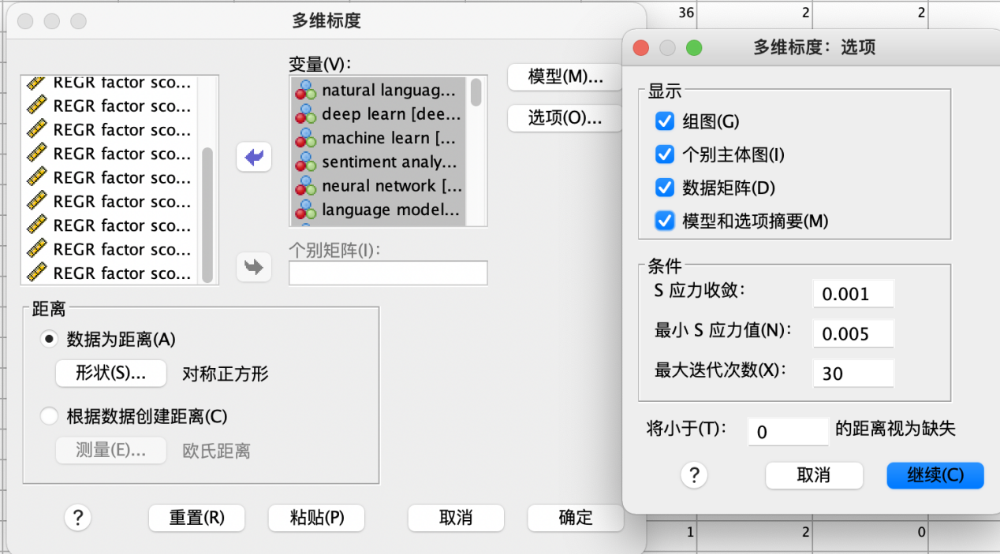 多维标度
REGR factor sco...
REGR factor sco...
REGR factor sco...
REGR factor sco...
REGR factor sco...
REGR factor sco...
REGR factor sco...
REGR factor sco...
REGR factor sco...
变量(V)：
natural languag...
deep learn [dee...
machine learn [...
sentiment analy...
neural network [...
language model...
个别矩阵(I)：
模型(M)...
选项(O)...
距离
数据为距离(A)
形状(S)... 对称正方形
根据数据创建距离(C)
测量(E)... 欧氏距离
?
重置(R)
粘贴(P)
取消
确定
36 2 2
多维标度：选项
显示
组图(G)
个别主体图(I)
数据矩阵(D)
模型和选项摘要(M)
条件
S 应力收敛： 0.001
最小 S 应力值(N)： 0.005
最大迭代次数(X)： 30
将小于(T)： 0 的距离视为缺失
?
取消
继续(C)
1 2 0